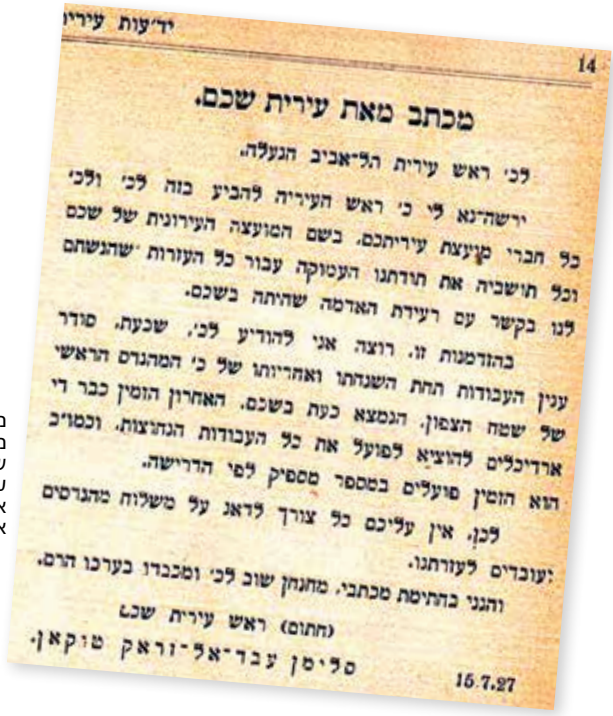 14
ידיעות עירית
מכתב מאת עירית שכם.
לכ׳ ראש עירית תל־אביב הנעלה.
ירשה־נא לי כ׳ ראש העיריה להביע בזה לכ׳ ולכ׳
כל חברי מועצת עיריתכם, בשם המועצה העירונית של שכם
וכל תושביה את תודתנו העמוקה עבור כל העזרות שהגשתם
לנו בקשר עם רעידת האדמה שהיתה בשכם.
בהזדמנות זו, רוצה אני להודיע לכ׳, שכעת, סודר
ענין העבודות תחת השגחתו ואחריותו של כ׳ המהנדס הראשי
של שטח הצפון, הנמצא כעת בשכם. האחרון הזמין כבר די
ארדיכלים להוציא לפועל את כל העבודות הנחוצות, וכמו״כ
הוא הזמין פועלים במספר מספיק לפי הדרישה.
לכן, אין עליכם כל צורך לדאג על משלוח מהנדסים
ועובדים לעזרתנו.
והנני בחתימת מכתבי, מתחנן שוב לכ׳ ומכבדו בערכו הרם.
(חתום) ראש עירית שכם
סלימן עבד־אל־רזאק טוקאן.
15.7.27